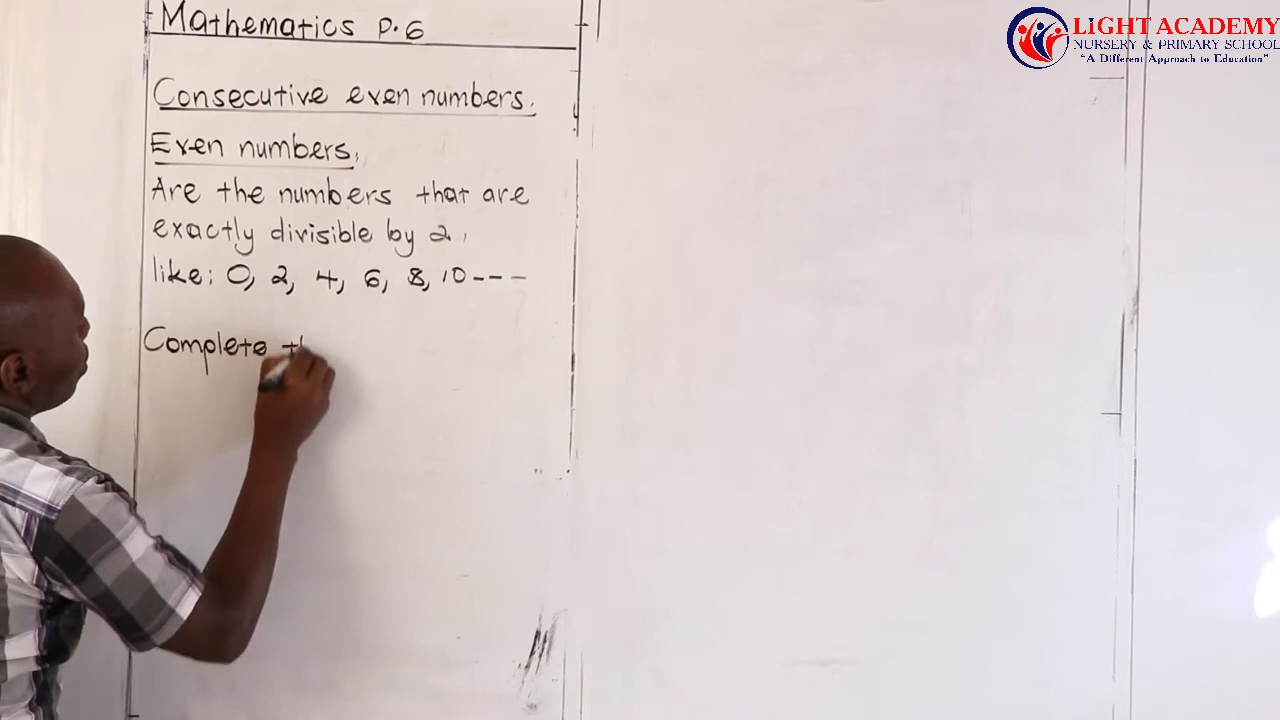 Mathematics P.6
Consecutive even numbers.
Even numbers.
Are the numbers that are
exactly divisible by 2.
like: 0, 2, 4, 6, 8, 10 - - -
Complete th
LIGHT ACADEMY
NURSERY & PRIMARY SCHOOL
"A Different Approach to Education"